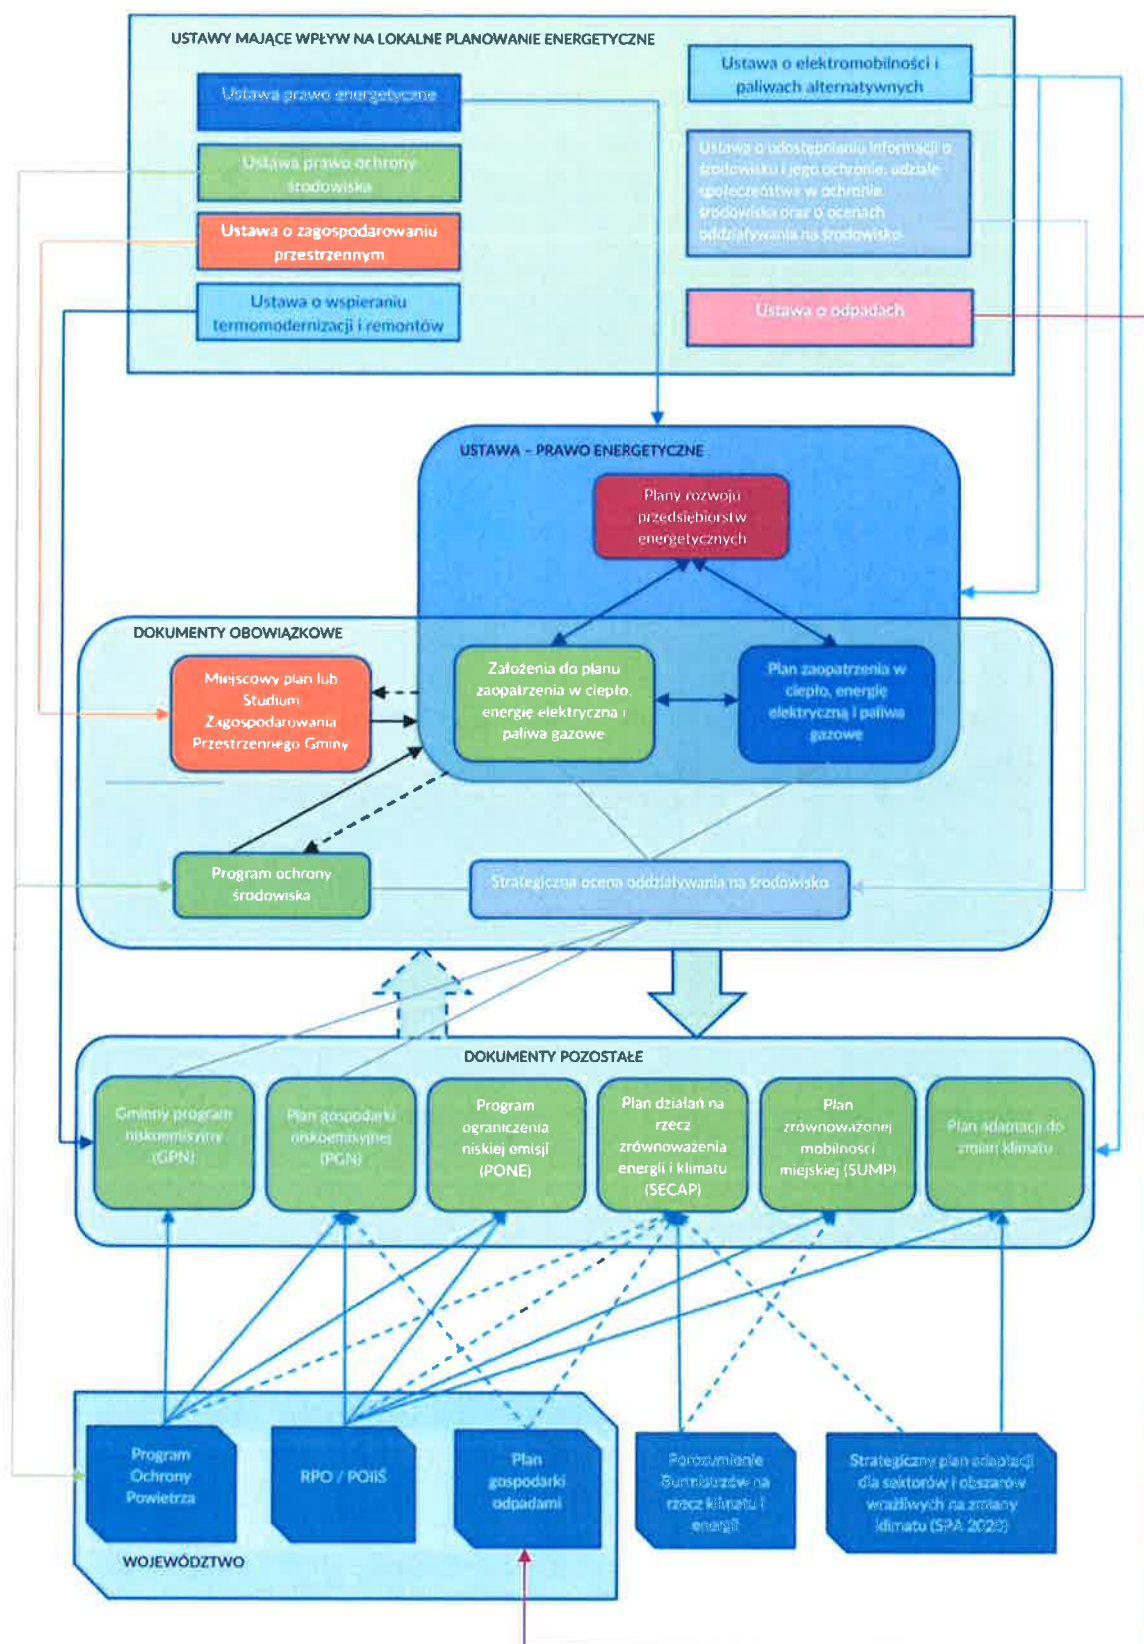 USTAWY MAJĄCE WPŁYW NA LOKALNE PLANOWANIE ENERGETYCZNE
Ustawa prawo energetyczne
Ustawa prawo ochrony
środowiska
Ustawa o zagospodarowaniu
przestrzennym
Ustawa o wspieraniu
termomodernizacji i remontów
Ustawa o elektromobilności i
paliwach alternatywnych
Ustawa o udostępnianiu informacji o
środowisku i jego ochronie, udziale
społeczeństwa w ochronie
środowiska oraz o ocenach
oddziaływania na środowisko
Ustawa o odpadach
USTAWA – PRAWO ENERGETYCZNE
Plany rozwoju
przedsiębiorstw
energetycznych
DOKUMENTY OBOWIĄZKOWE
Miejscowy plan lub
Studium
Zagospodarowania
Przestrzennego Gminy
Założenia do planu
zaopatrzenia w ciepło,
energię elektryczna i
paliwa gazowe
Plan zaopatrzenia w
ciepło, energię
elektryczną i paliwa
gazowe
Program ochrony
środowiska
Strategiczna ocena oddziaływania na środowisko
DOKUMENTY POZOSTAŁE
Gminny program
niskoemisyjny
(GPN)
Plan gospodarki
niskoemisyjnej
(PGN)
Program
ograniczenia
niskiej emisji
(PONE)
Plan działań na
rzecz
zrównoważenia
energii i klimatu
(SECAP)
Plan
zrównoważonej
mobilności
miejskiej (SUMP)
Plan adaptacji do
zmian klimatu
Program
Ochrony
Powietrza
RPO / POIiŚ
Plan
gospodarki
odpadami
Porozumienie
Burmistrzów na
rzecz klimatu i
energii
Strategiczny plan adaptacji
dla sektorów i obszarów
wrażliwych na zmiany
klimatu (SPA 2020)
WOJEWÓDZTWO